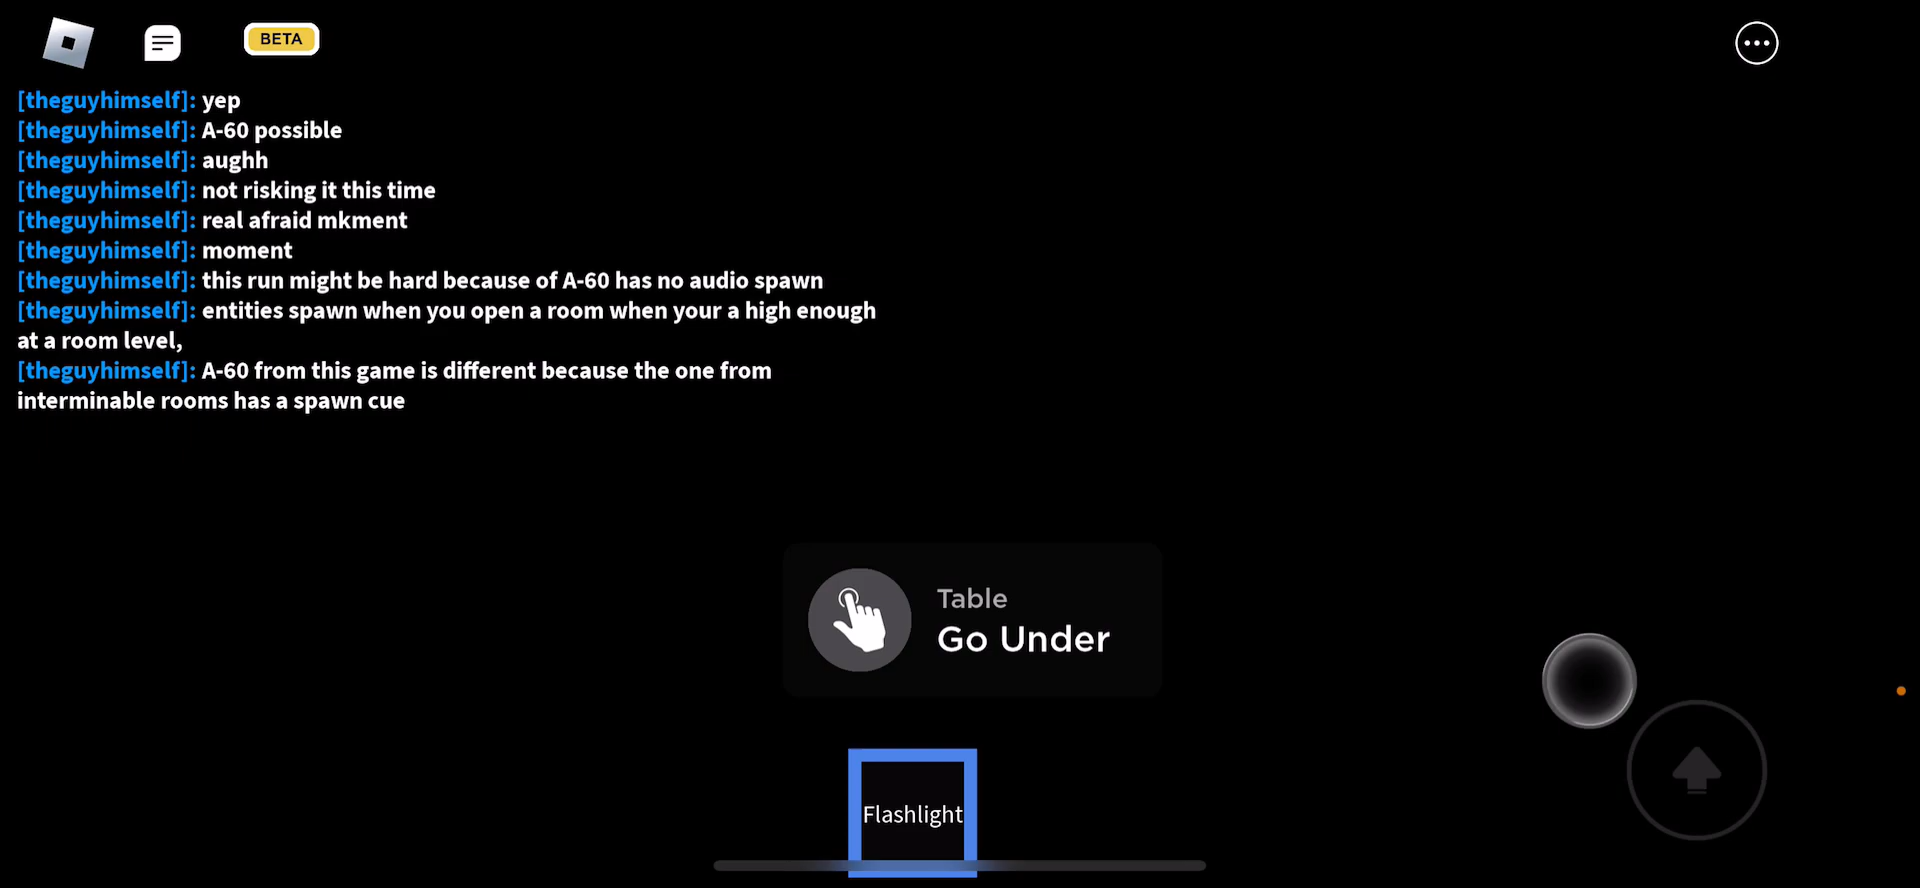 BETA
[theguyhimself]: yep
[theguyhimself]: A-60 possible
[theguyhimself]: aughh
[theguyhimself]: not risking it this time
[theguyhimself]: real afraid mkment
[theguyhimself]: moment
[theguyhimself]: this run might be hard because of A-60 has no audio spawn
[theguyhimself]: entities spawn when you open a room when your a high enough
at a room level,
[theguyhimself]: A-60 from this game is different because the one from
interminable rooms has a spawn cue
Table
Go Under
Flashlight